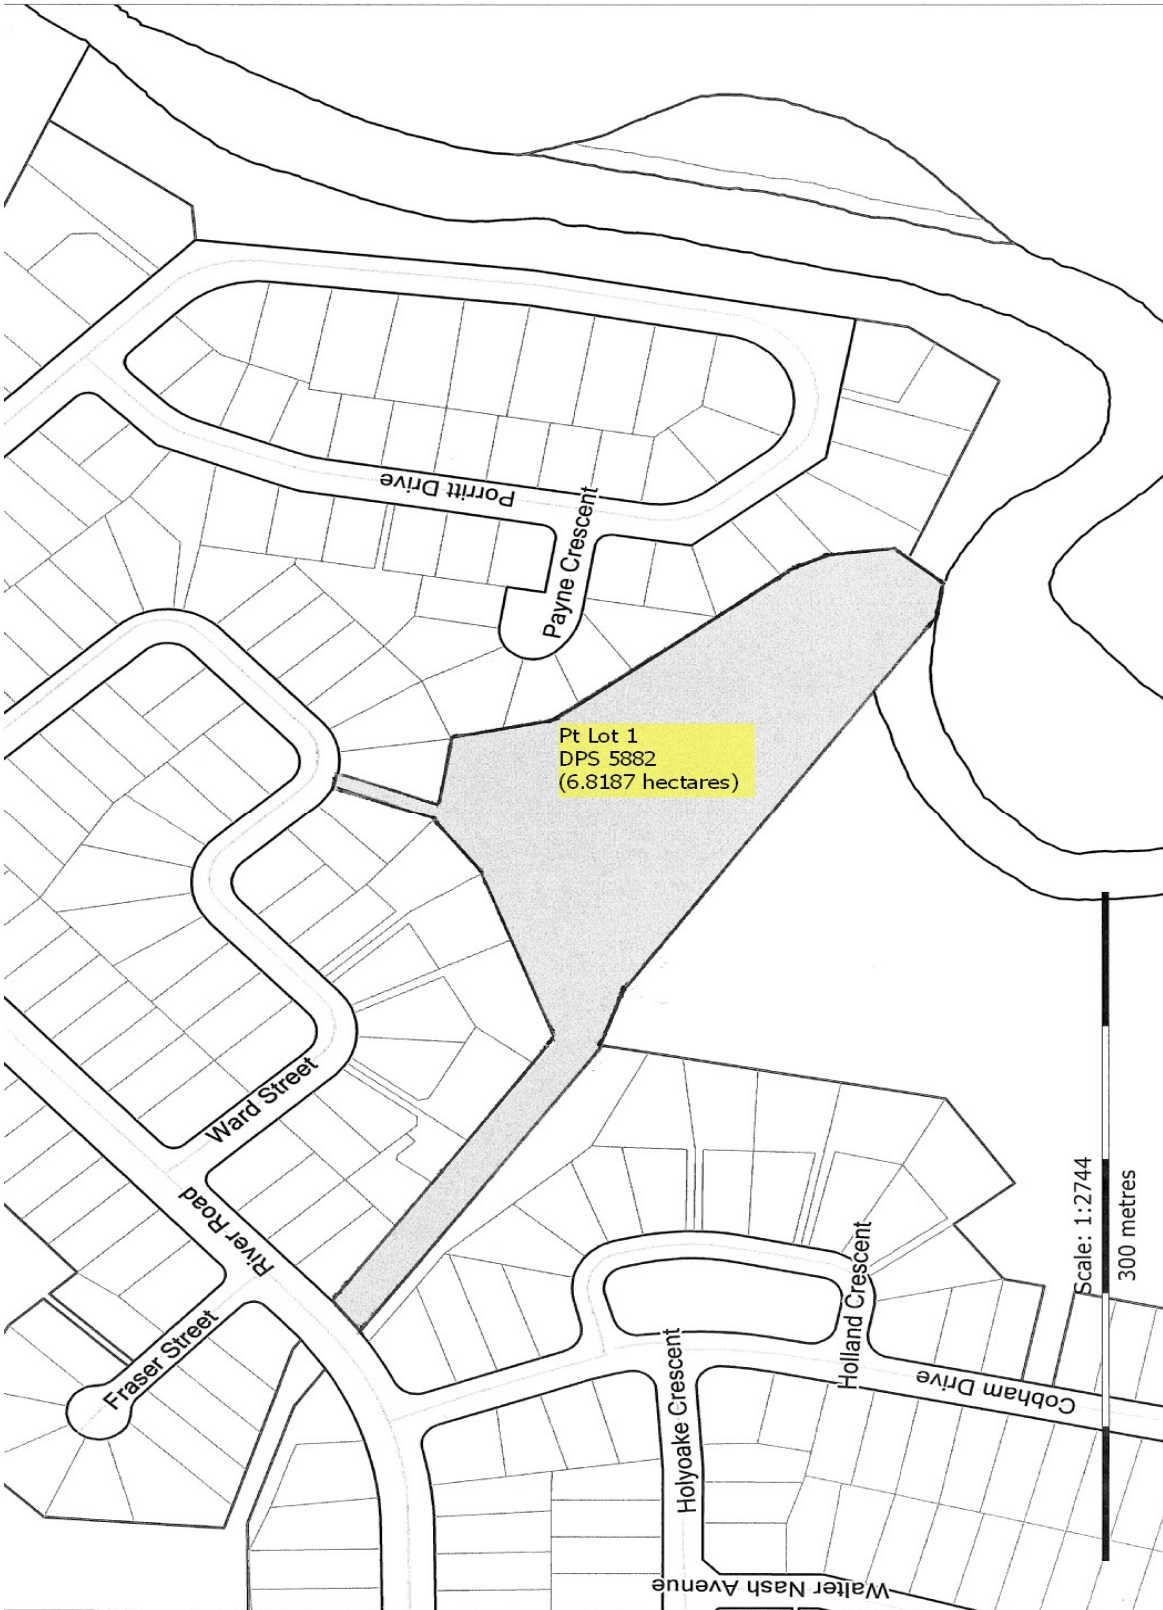 Porritt Drive
Payne Crescent
Pt Lot 1
DPS 5882
(6.8187 hectares)
Ward Street
River Road
Fraser Street
Holland Crescent
Holyoake Crescent
Cobham Drive
Walter Nash Avenue
Scale: 1:2744
300 metres